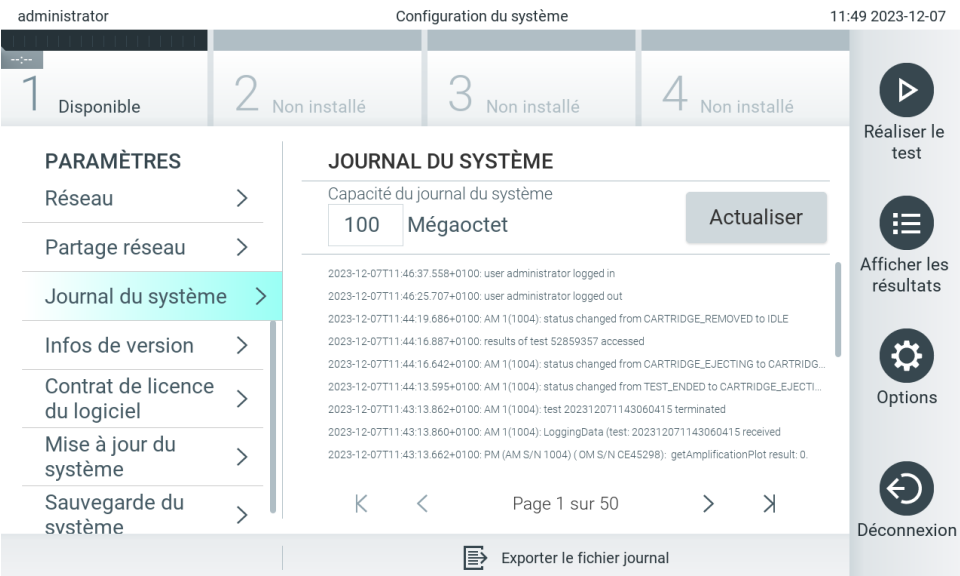 administrator
Configuration du système
11:49 2023-12-07
--:--
1 Disponible
2 Non installé
3 Non installé
4 Non installé
Réaliser le
test
Afficher les
résultats
Options
Déconnexion
PARAMÈTRES
Réseau
Partage réseau
Journal du système
Infos de version
Contrat de licence
du logiciel
Mise à jour du
système
Sauvegarde du
système
JOURNAL DU SYSTÈME
Capacité du journal du système
100 Mégaoctet
Actualiser
2023-12-07T11:46:37.558+0100: user administrator logged in
2023-12-07T11:46:25.707+0100: user administrator logged out
2023-12-07T11:44:19.686+0100: AM 1(1004): status changed from CARTRIDGE_REMOVED to IDLE
2023-12-07T11:44:16.887+0100: results of test 52859357 accessed
2023-12-07T11:44:16.642+0100: AM 1(1004): status changed from CARTRIDGE_EJECTING to CARTRIDG...
2023-12-07T11:44:13.595+0100: AM 1(1004): status changed from TEST_ENDED to CARTRIDGE_EJECTI...
2023-12-07T11:43:13.862+0100: AM 1(1004): test 202312071143060415 terminated
2023-12-07T11:43:13.860+0100: AM 1(1004): LoggingData (test: 202312071143060415 received
2023-12-07T11:43:13.662+0100: PM (AM S/N 1004) ( OM S/N CE45298): getAmplificationPlot result: 0.
Page 1 sur 50
Exporter le fichier journal